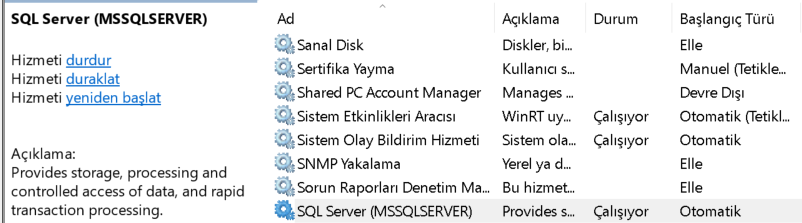 SQL Server (MSSQLSERVER)
Hizmeti durdur
Hizmeti duraklat
Hizmeti yeniden başlat
Açıklama:
Provides storage, processing and
controlled access of data, and rapid
transaction processing.
Ad Açıklama Durum Başlangıç Türü
Sanal Disk Diskler, bi... Elle
Sertifika Yayma Kullanıcı s... Manuel (Tetikle...
Shared PC Account Manager Manages ... Devre Dışı
Sistem Etkinlikleri Aracısı WinRT uy... Çalışıyor Otomatik (Tetikl...
Sistem Olay Bildirim Hizmeti Sistem ola... Çalışıyor Otomatik
SNMP Yakalama Yerel ya d... Elle
Sorun Raporları Denetim Ma... Bu hizmet... Elle
SQL Server (MSSQLSERVER) Provides s... Çalışıyor Otomatik